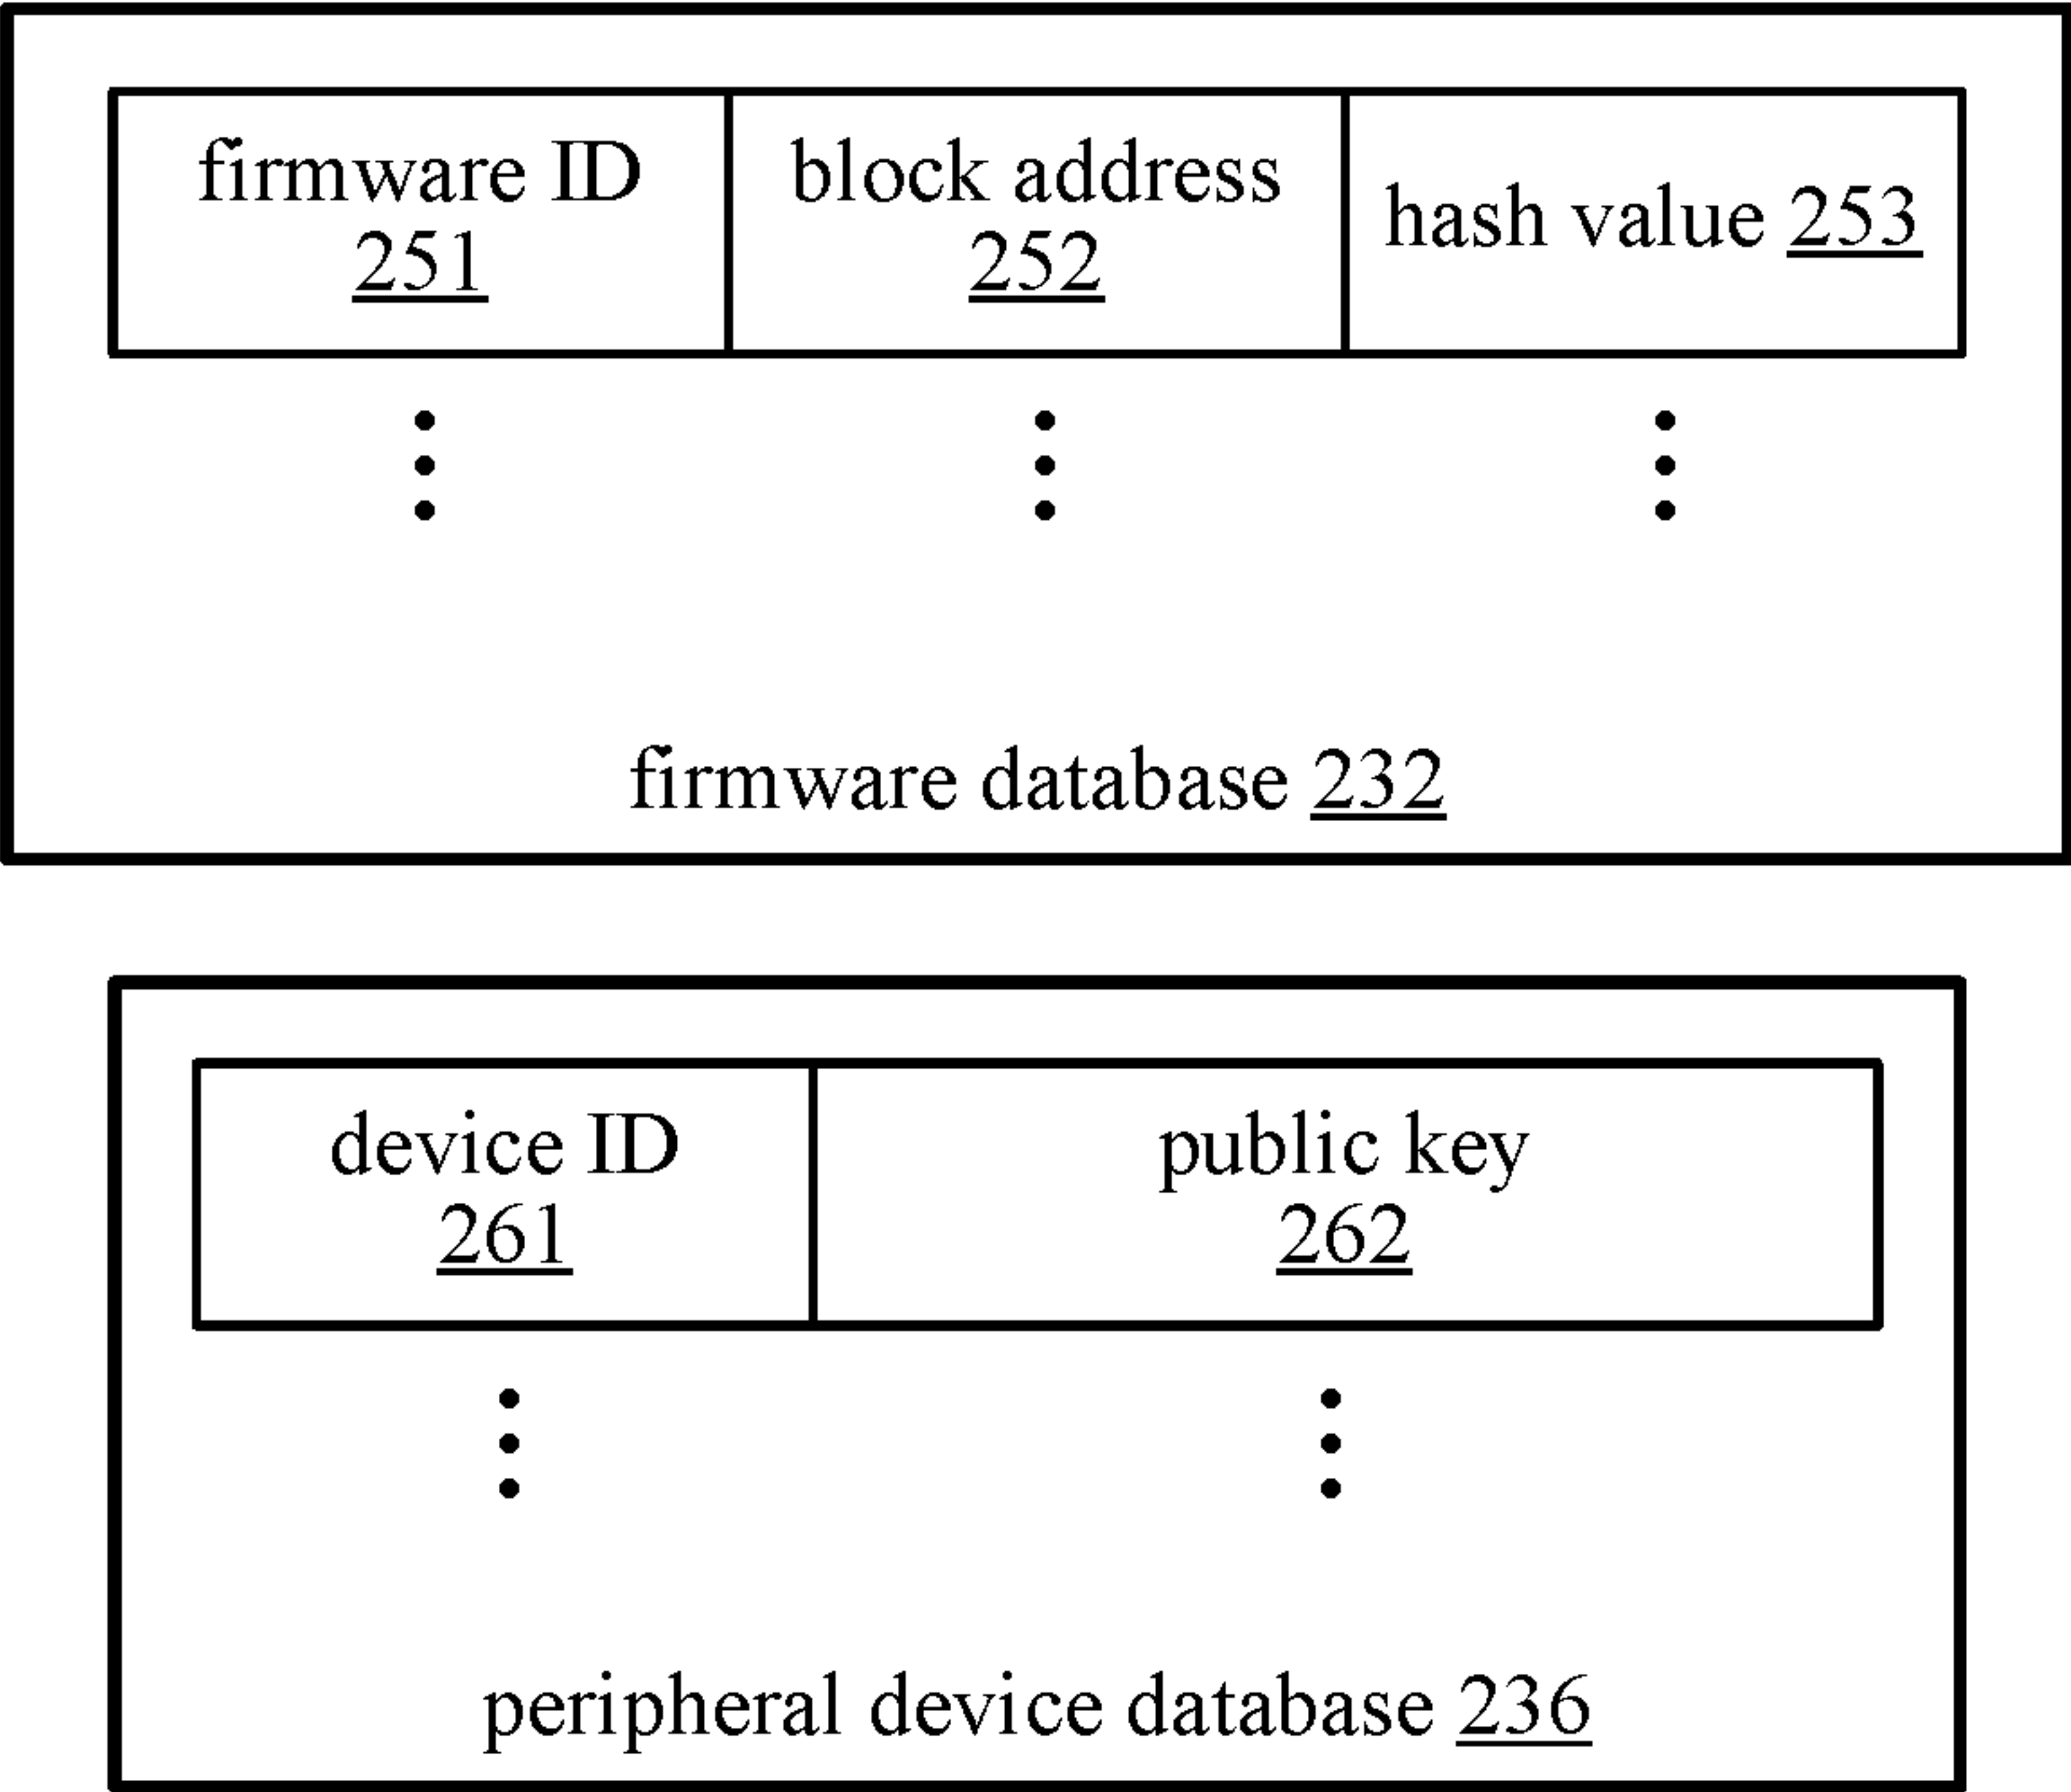 firmware ID
251
block address
252
hash value 253
firmware database 232
device ID
261
public key
262
peripheral device database 236